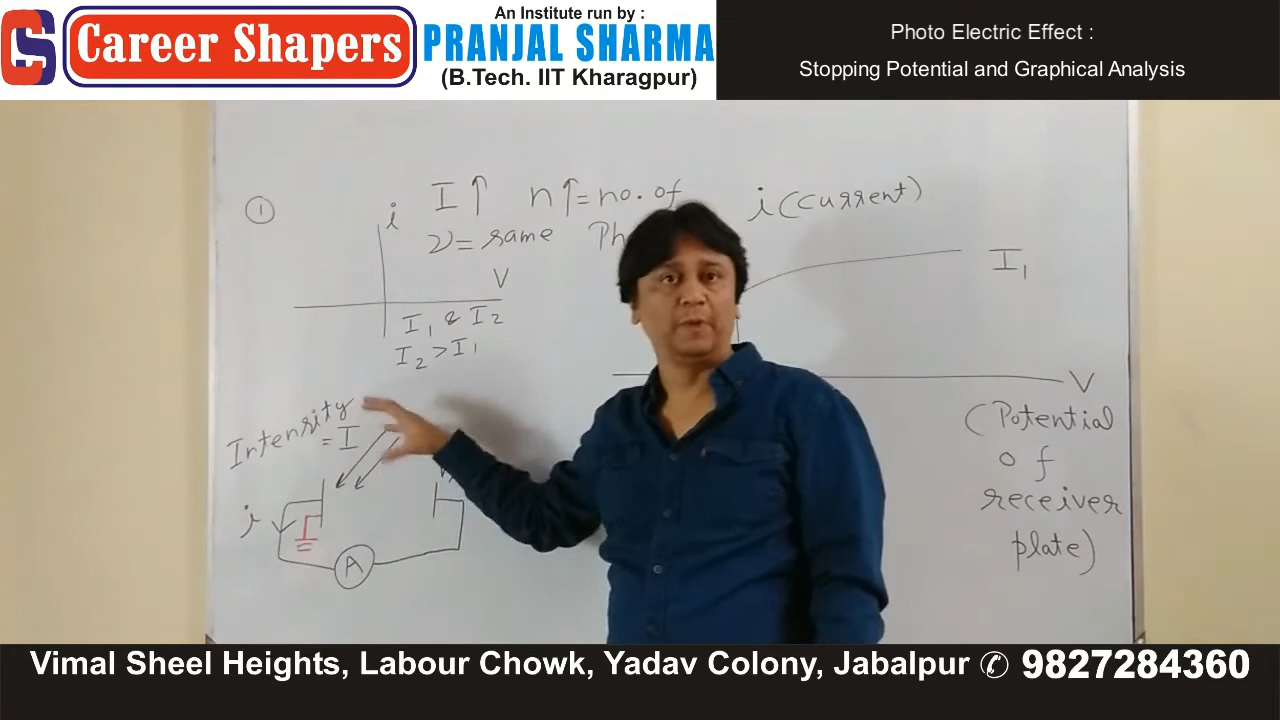 Career Shapers
An Institute run by :
PRANJAL SHARMA
(B.Tech. IIT Kharagpur)
Photo Electric Effect :
Stopping Potential and Graphical Analysis
①
i
I↑ n↑=no. of
ν= same Ph
V
I₁ & I₂
I₂ > I₁
Intensity
= I
i
A
i (current)
I₁
V
(Potential
of
receiver
plate)
Vimal Sheel Heights, Labour Chowk, Yadav Colony, Jabalpur ✆ 9827284360